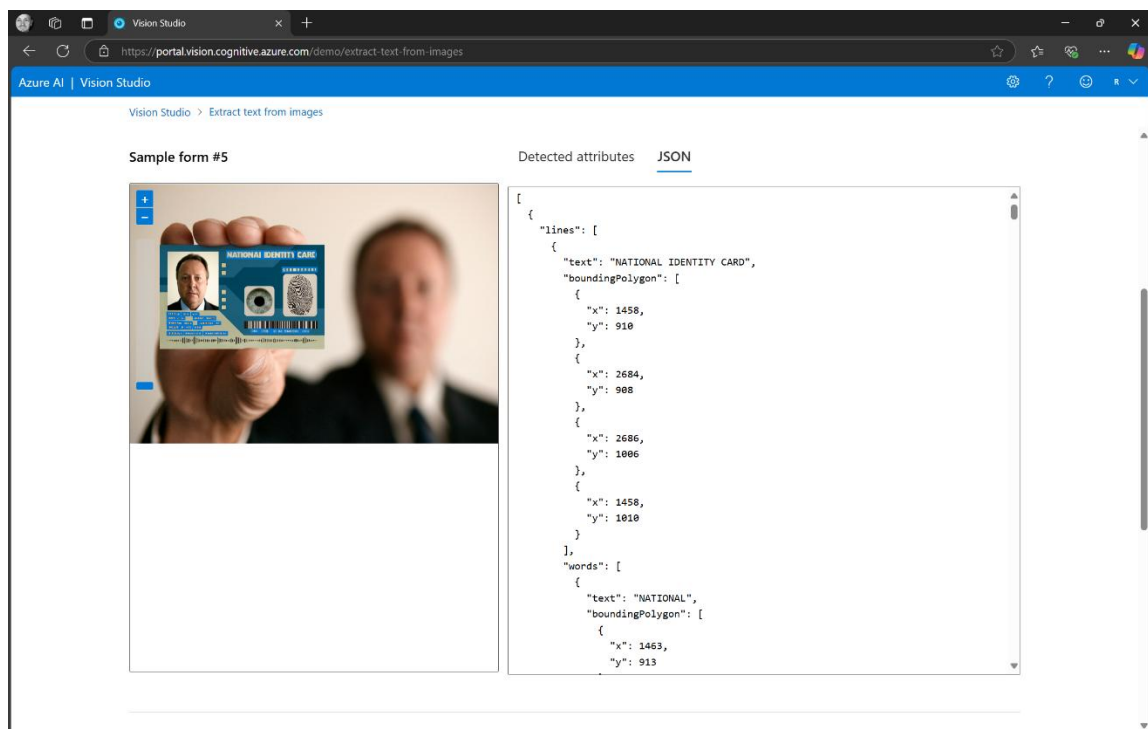 Vision Studio
https://portal.vision.cognitive.azure.com/demo/extract-text-from-images
Azure AI | Vision Studio
R
Vision Studio > Extract text from images
Sample form #5
Detected attributes JSON
+
−
NATIONAL IDENTITY CARD
[
{
"lines": [
{
"text": "NATIONAL IDENTITY CARD",
"boundingPolygon": [
{
"x": 1458,
"y": 910
},
{
"x": 2684,
"y": 908
},
{
"x": 2686,
"y": 1006
},
{
"x": 1458,
"y": 1010
}
],
"words": [
{
"text": "NATIONAL",
"boundingPolygon": [
{
"x": 1463,
"y": 913